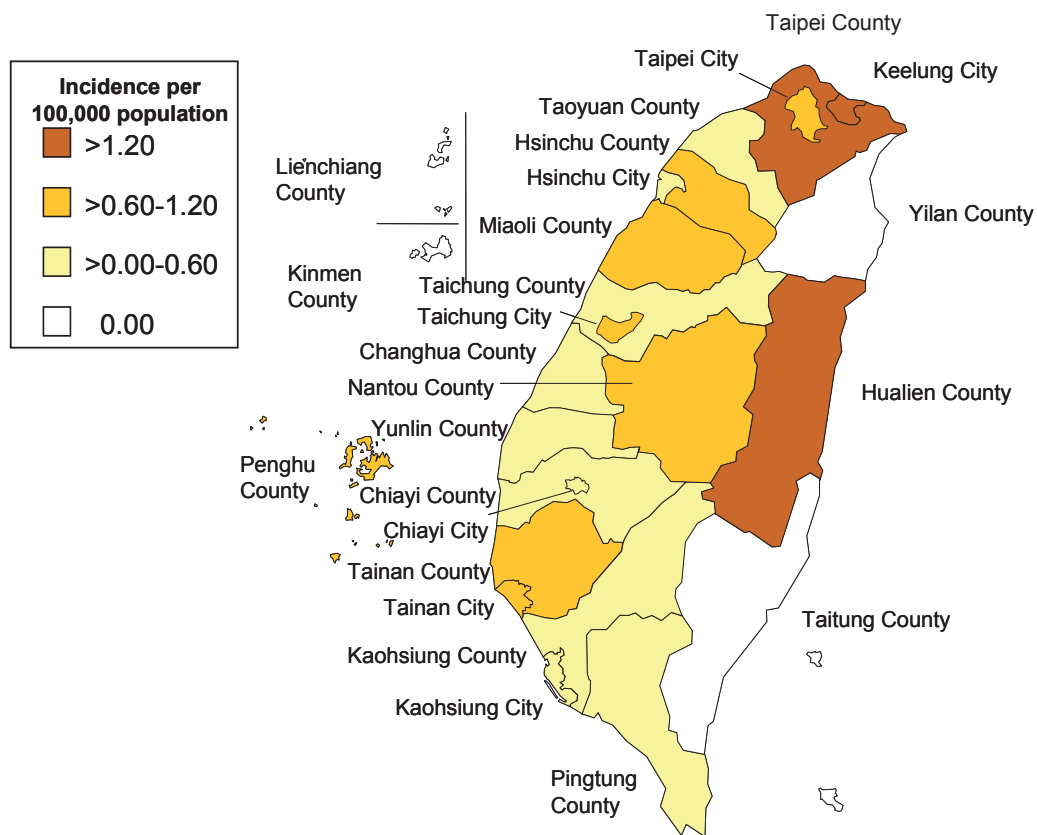 Incidence per
100,000 population
>1.20
>0.60-1.20
>0.00-0.60
0.00
Taipei County
Taipei City
Keelung City
Taoyuan County
Hsinchu County
Hsinchu City
Lienchiang
County
Miaoli County
Yilan County
Kinmen
County
Taichung County
Taichung City
Changhua County
Nantou County
Hualien County
Yunlin County
Penghu
County
Chiayi County
Chiayi City
Tainan County
Tainan City
Taitung County
Kaohsiung County
Kaohsiung City
Pingtung
County